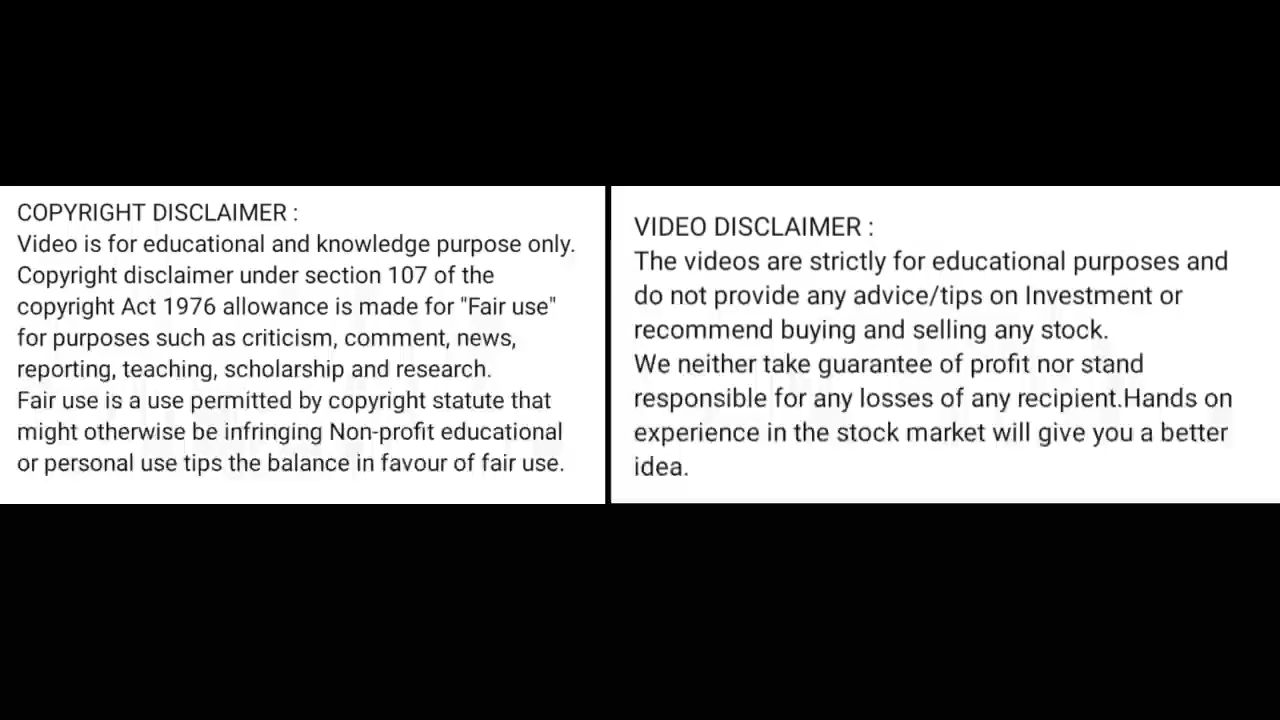 COPYRIGHT DISCLAIMER :
Video is for educational and knowledge purpose only.
Copyright disclaimer under section 107 of the
copyright Act 1976 allowance is made for "Fair use"
for purposes such as criticism, comment, news,
reporting, teaching, scholarship and research.
Fair use is a use permitted by copyright statute that
might otherwise be infringing Non-profit educational
or personal use tips the balance in favour of fair use.
VIDEO DISCLAIMER :
The videos are strictly for educational purposes and
do not provide any advice/tips on Investment or
recommend buying and selling any stock.
We neither take guarantee of profit nor stand
responsible for any losses of any recipient.Hands on
experience in the stock market will give you a better
idea.